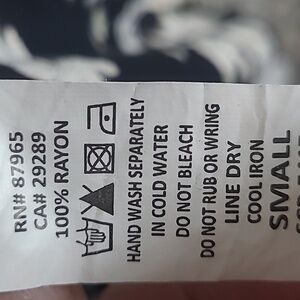 RN# 87965
CA# 29289
100% RAYON
HAND WASH SEPARATELY
IN COLD WATER
DO NOT BLEACH
DO NOT RUB OR WRING
LINE DRY
COOL IRON
SMALL